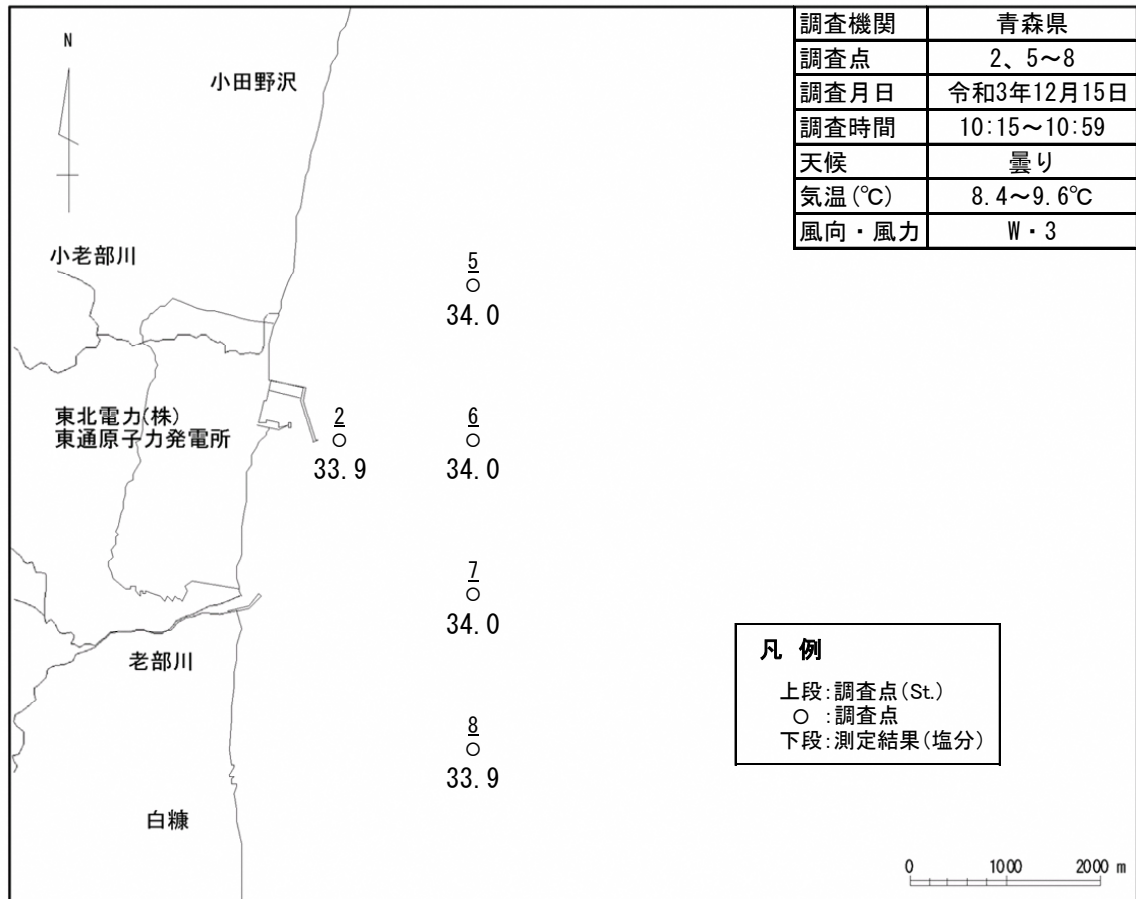 調査機関 青森県
調査点 2、5～8
調査月日 令和3年12月15日
調査時間 10:15～10:59
天候 曇り
気温(℃) 8.4～9.6℃
風向・風力 W・3
N
小田野沢
小老部川
5
34.0
東北電力(株)
東通原子力発電所
2
33.9
6
34.0
7
34.0
老部川
8
33.9
白糠
凡 例
上段:調査点(St.)
○ :調査点
下段:測定結果(塩分)
0 1000 2000 m